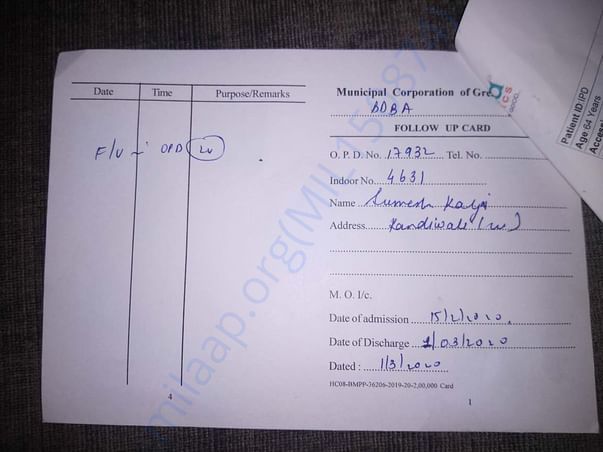 Date Time Purpose/Remarks
F/U OPD
4
Municipal Corporation of Gre
BDBA
FOLLOW UP CARD
O. P. D. No. 17932 Tel. No.
Indoor No. 4631
Name Sumesh
Address Kandiwali (w)
M. O. I/c.
Date of admission 15/2/2020.
Date of Discharge 1/03/2020
Dated : 1/3/2020
HC08-BMPP-36206-2019-20-2,00,000 Card
1
Patient ID IPD
Age 64 Years
milaap.org(MIL